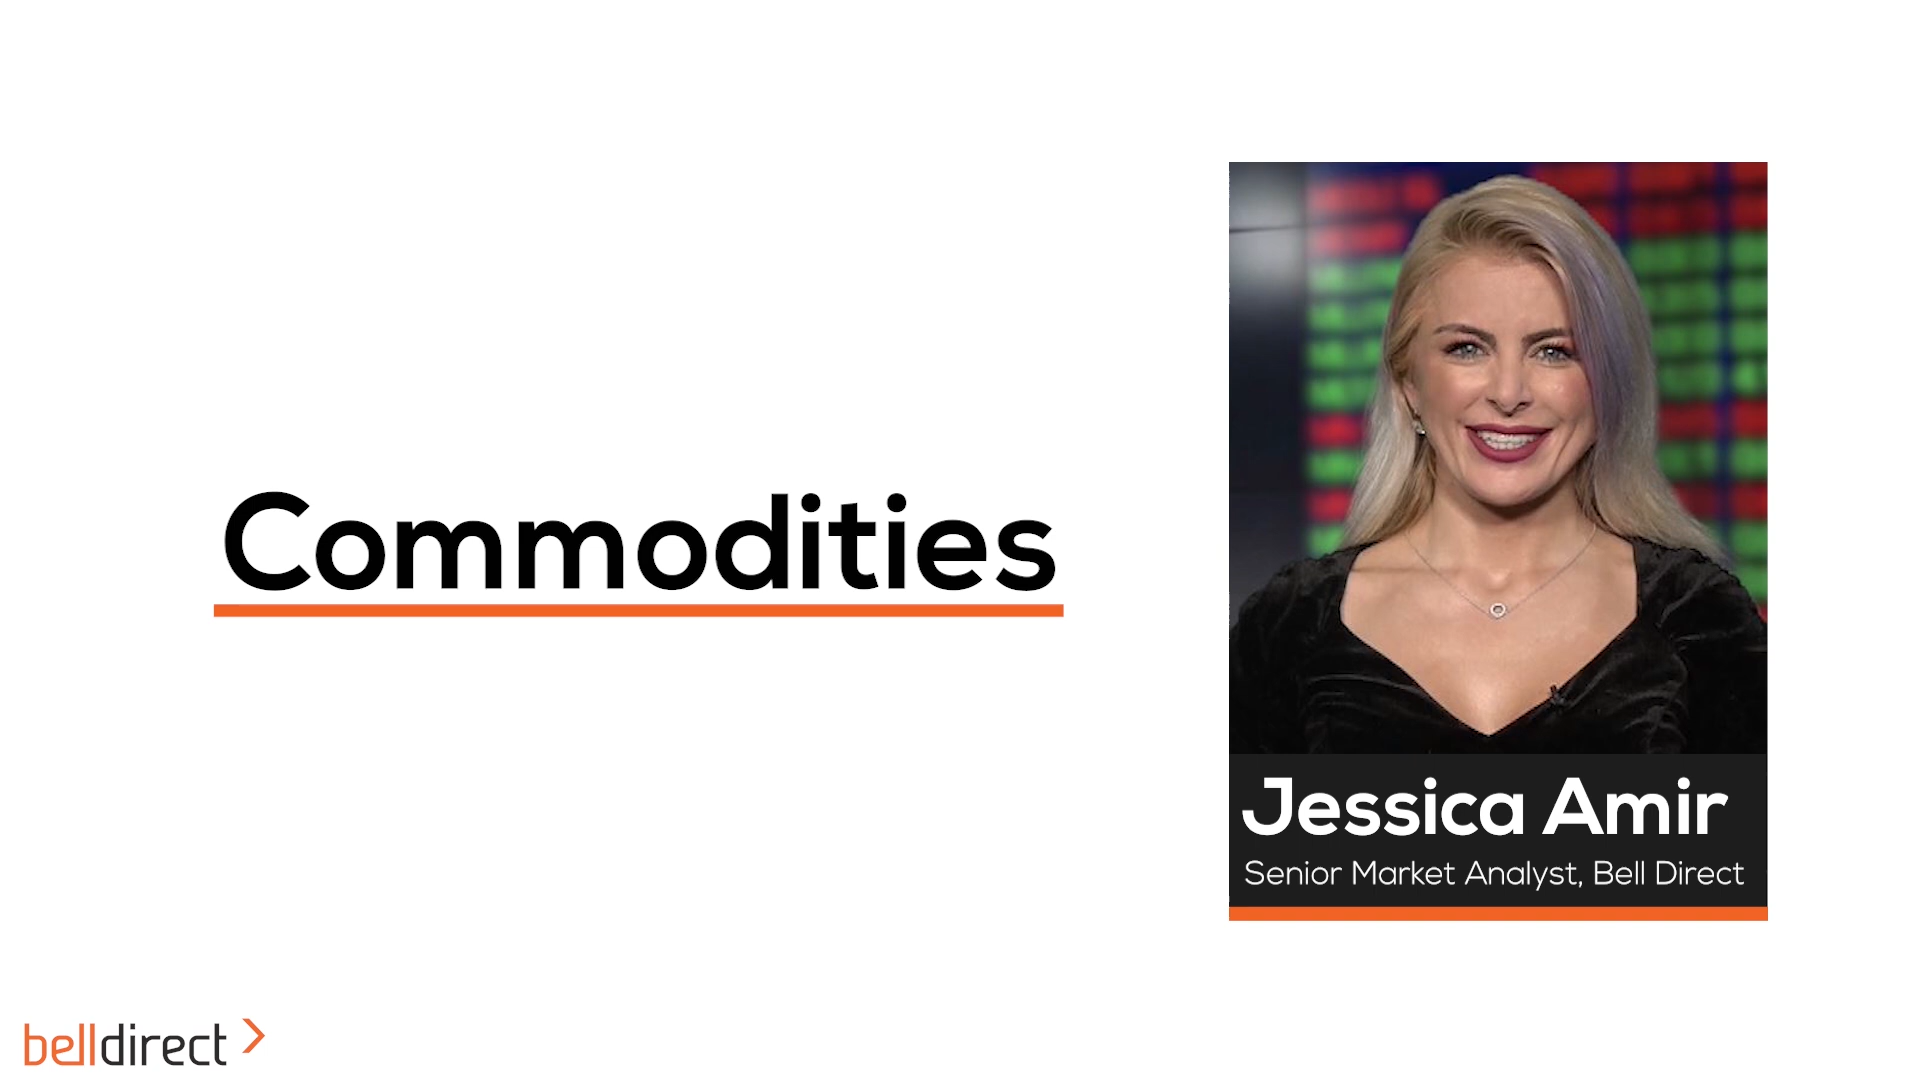 Commodities
Jessica Amir
Senior Market Analyst, Bell Direct
belldirect